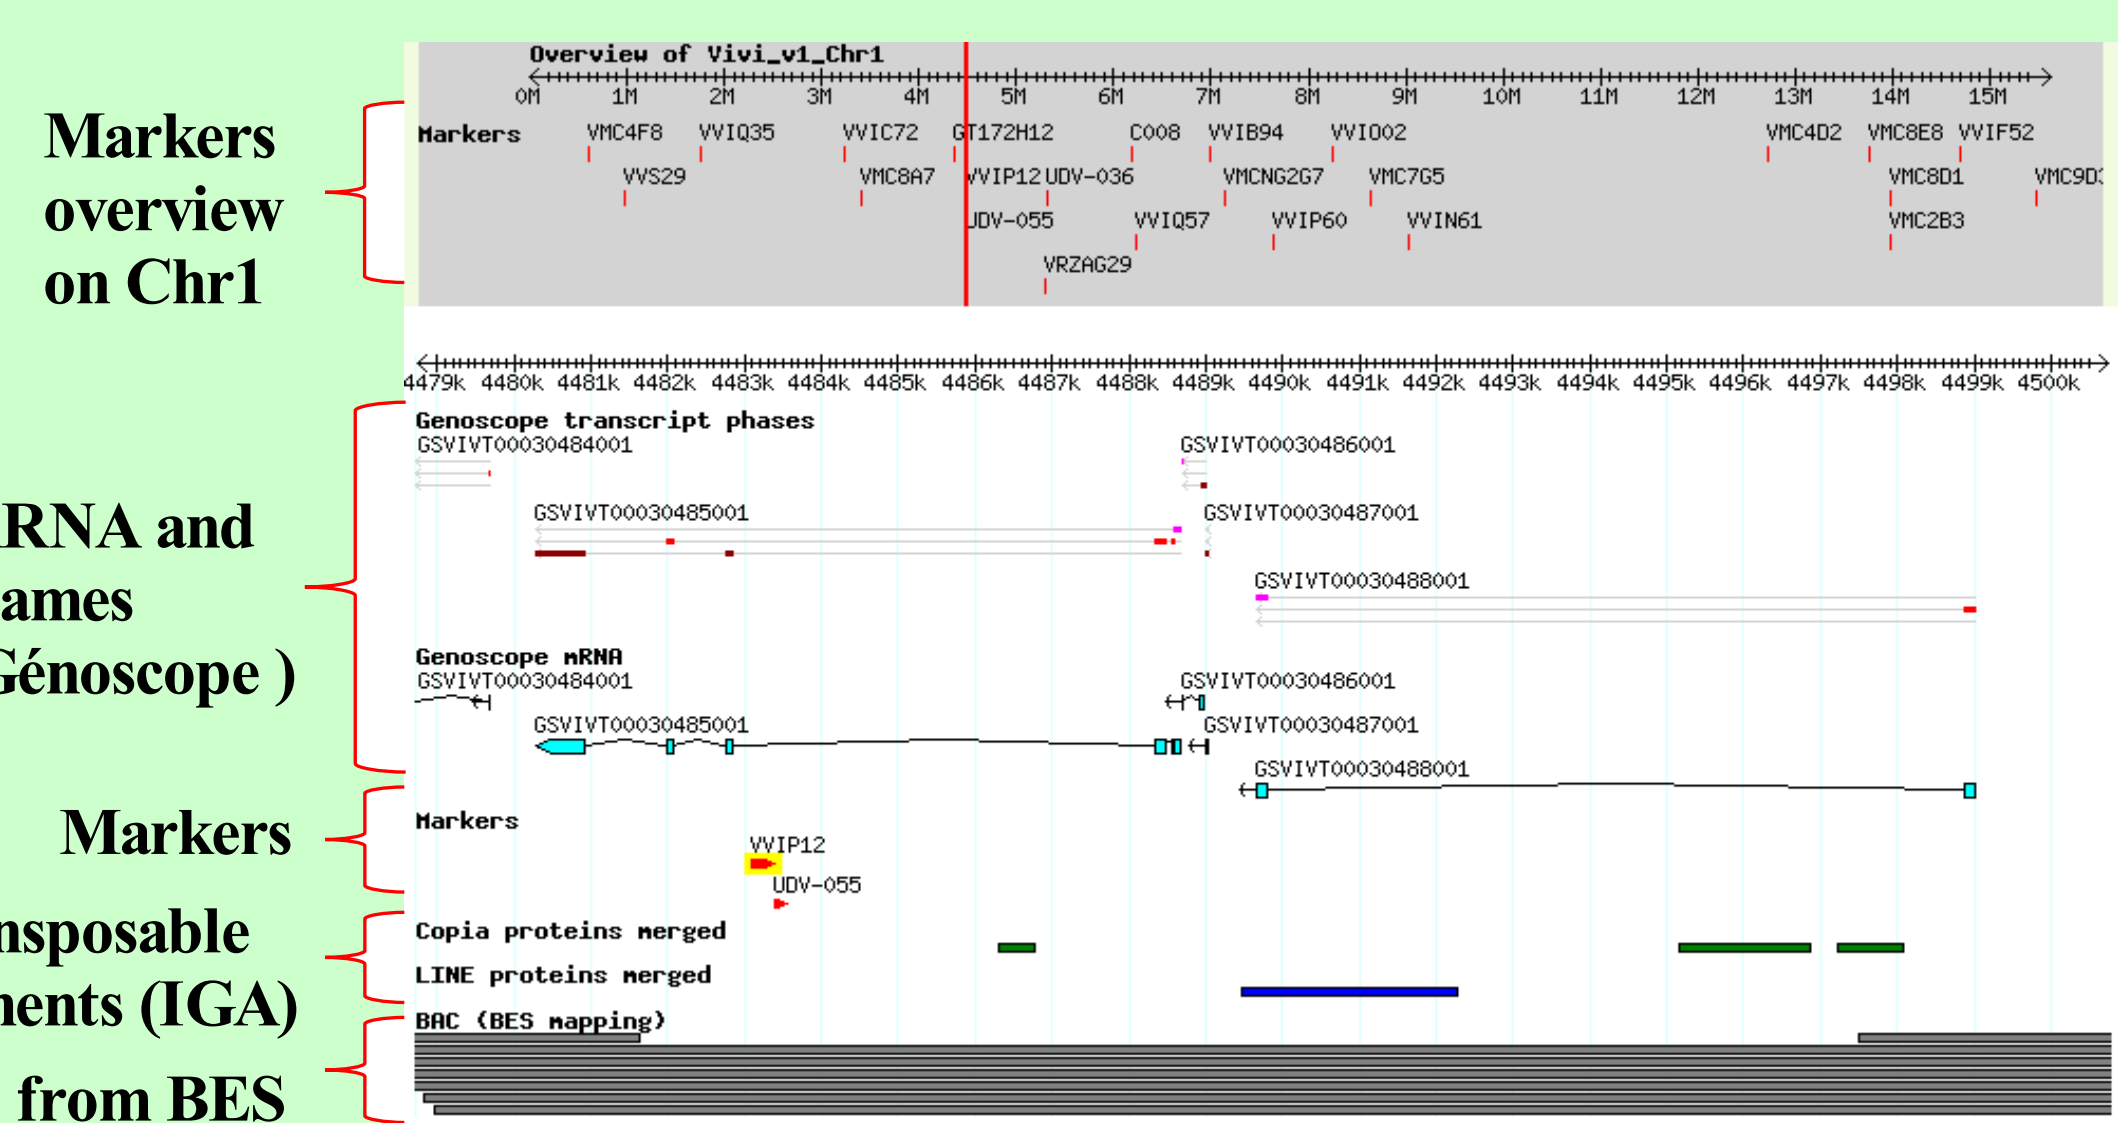 Markers
overview
on Chr1
Overview of Vivi_v1_Chr1
0M 1M 2M 3M 4M 5M 6M 7M 8M 9M 10M 11M 12M 13M 14M 15M
Markers
VMC4F8 VVIQ35 VVIC72 GT172H12 C008 VVIB94 VVIO02 VMC4D2 VMC8E8 VVIF52
VVS29 VMC8A7 VVIP12 UDV-036 VMCNG2G7 VMC7G5 VMC8D1 VMC9D3
UDV-055 VVIQ57 VVIP60 VVIN61 VMC2B3
VRZAG29
4479k 4480k 4481k 4482k 4483k 4484k 4485k 4486k 4487k 4488k 4489k 4490k 4491k 4492k 4493k 4494k 4495k 4496k 4497k 4498k 4499k 4500k
RNA and
ames
Génoscope )
Genoscope transcript phases
GSVIVT00030484001 GSVIVT00030486001
GSVIVT00030485001 GSVIVT00030487001
GSVIVT00030488001
Genoscope mRNA
GSVIVT00030484001 GSVIVT00030486001
GSVIVT00030485001 GSVIVT00030487001
GSVIVT00030488001
Markers
Markers
VVIP12
UDV-055
nsposable
ments (IGA)
Copia proteins merged
LINE proteins merged
from BES
BAC (BES mapping)